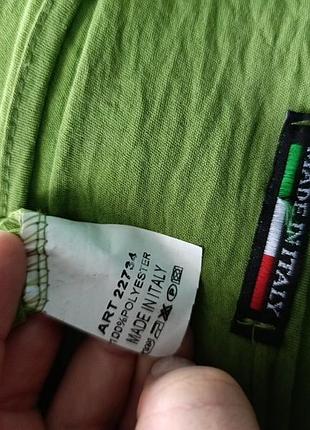 ART 22734
100%POLYESTER
MADE IN ITALY
MADE IN ITALY